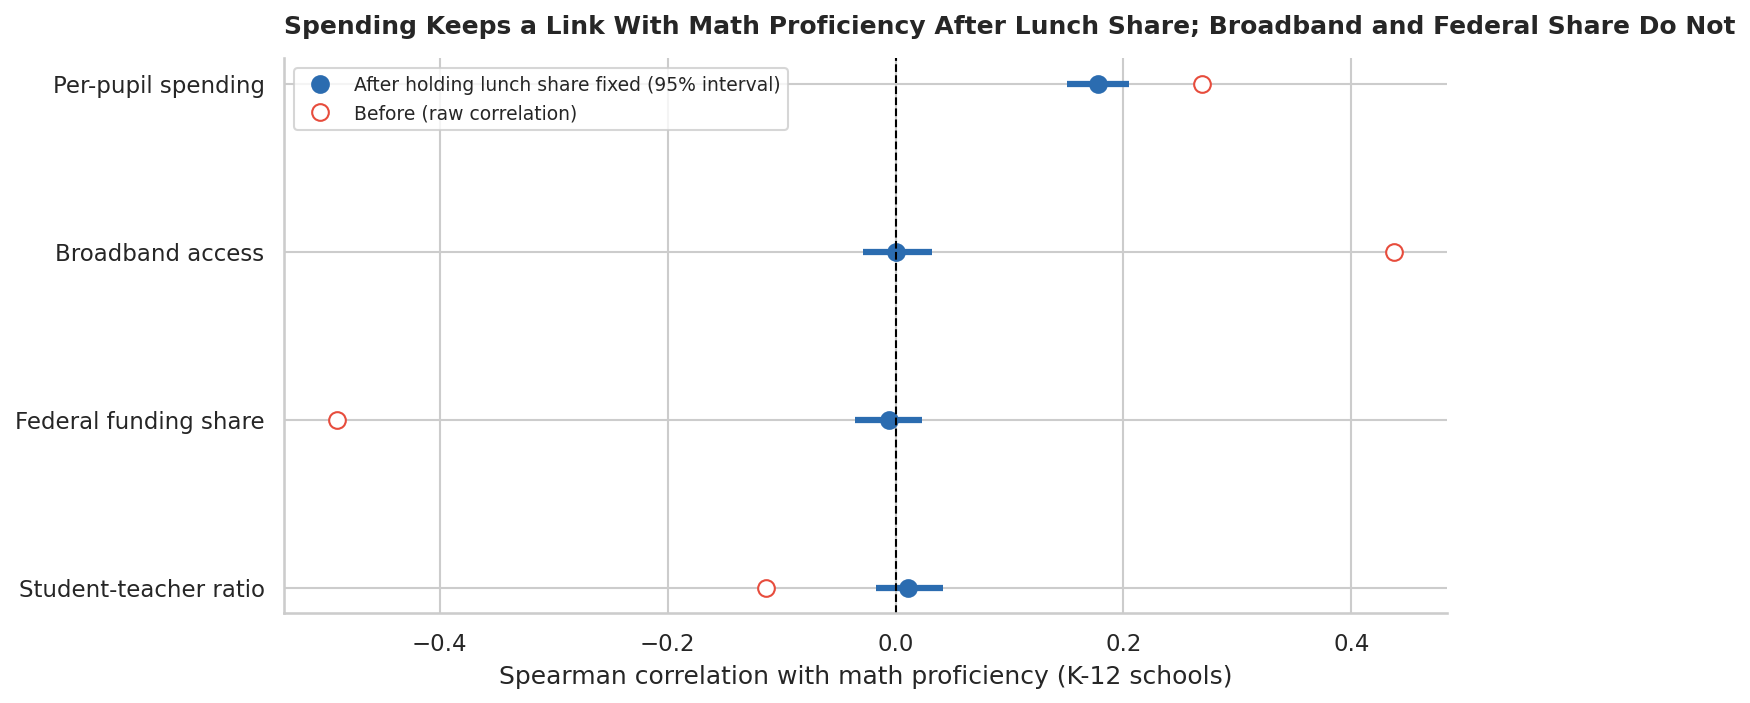 Spending Keeps a Link With Math Proficiency After Lunch Share; Broadband and Federal Share Do Not
After holding lunch share fixed (95% interval)
Before (raw correlation)
Per-pupil spending
Broadband access
Federal funding share
Student-teacher ratio
−0.4 −0.2 0.0 0.2 0.4
Spearman correlation with math proficiency (K-12 schools)